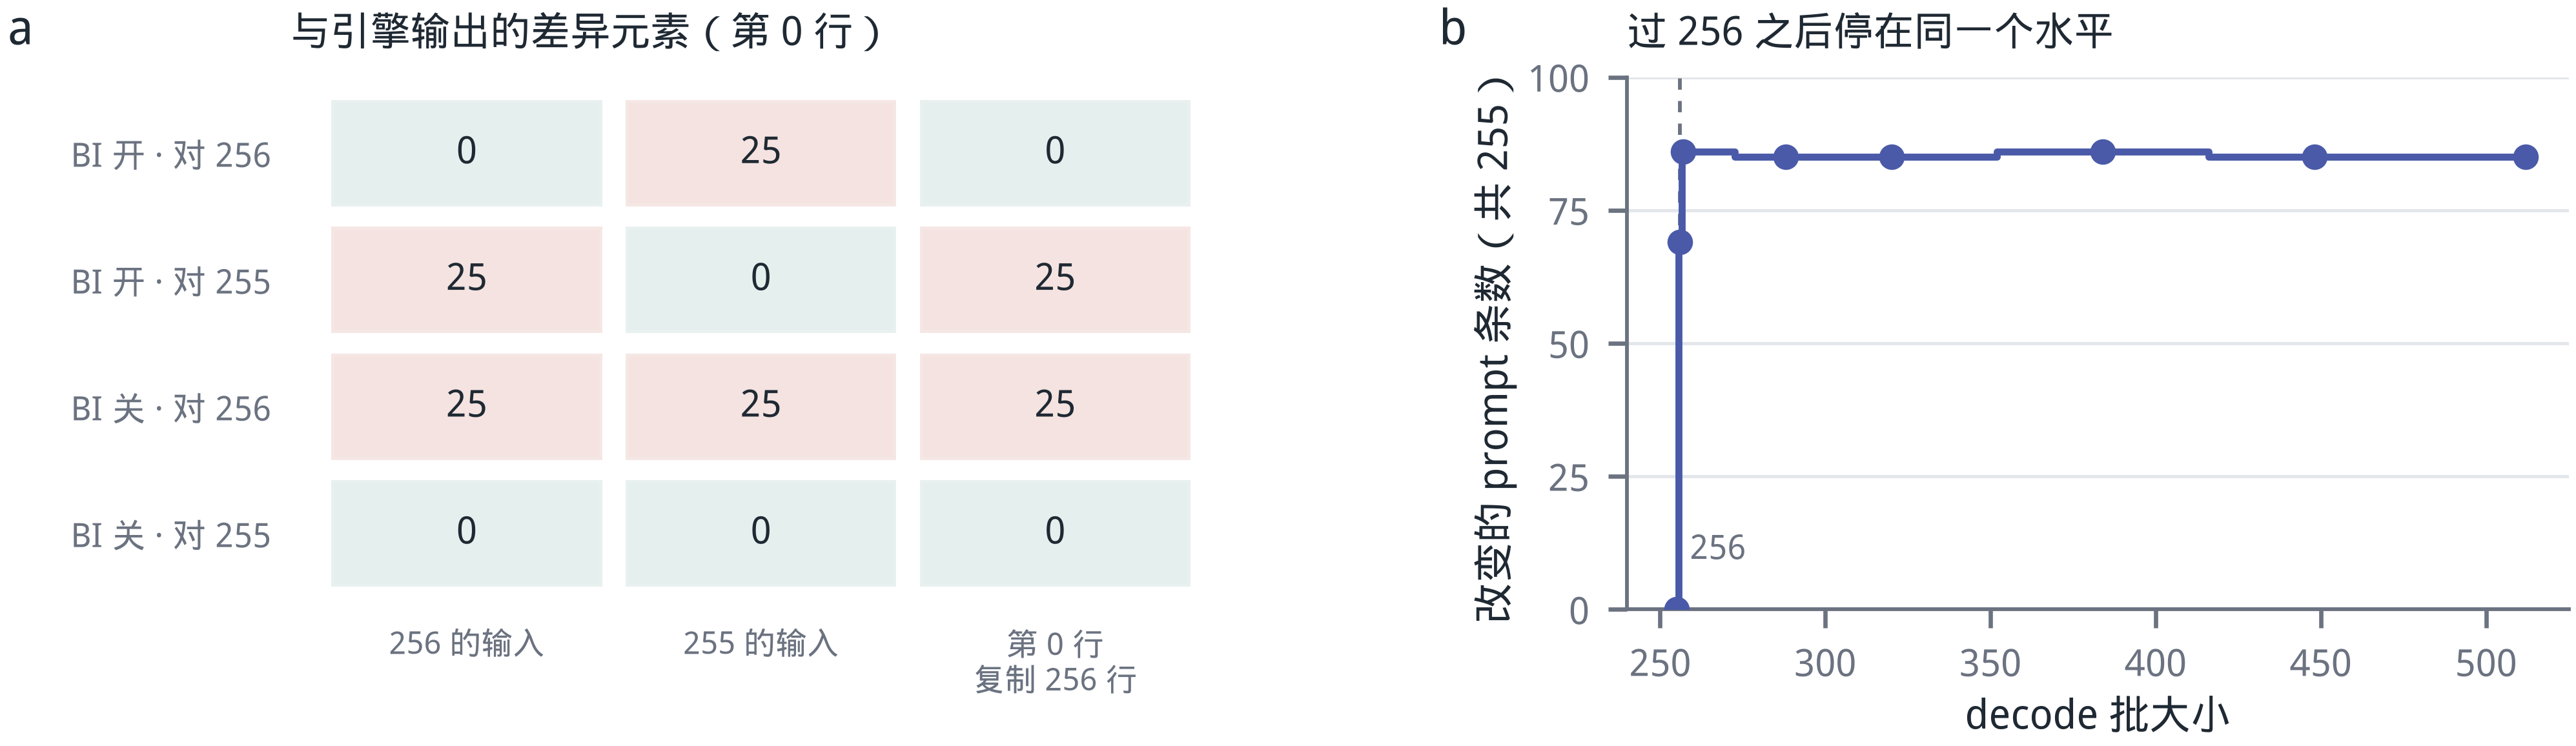 a
与引擎输出的差异元素（第 0 行）
BI 开 · 对 256
0
25
0
BI 开 · 对 255
25
0
25
BI 关 · 对 256
25
25
25
BI 关 · 对 255
0
0
0
256 的输入
255 的输入
第 0 行
复制 256 行
b
过 256 之后停在同一个水平
改变的 prompt 条数（共 255）
100
75
50
25
0
256
250
300
350
400
450
500
decode 批大小